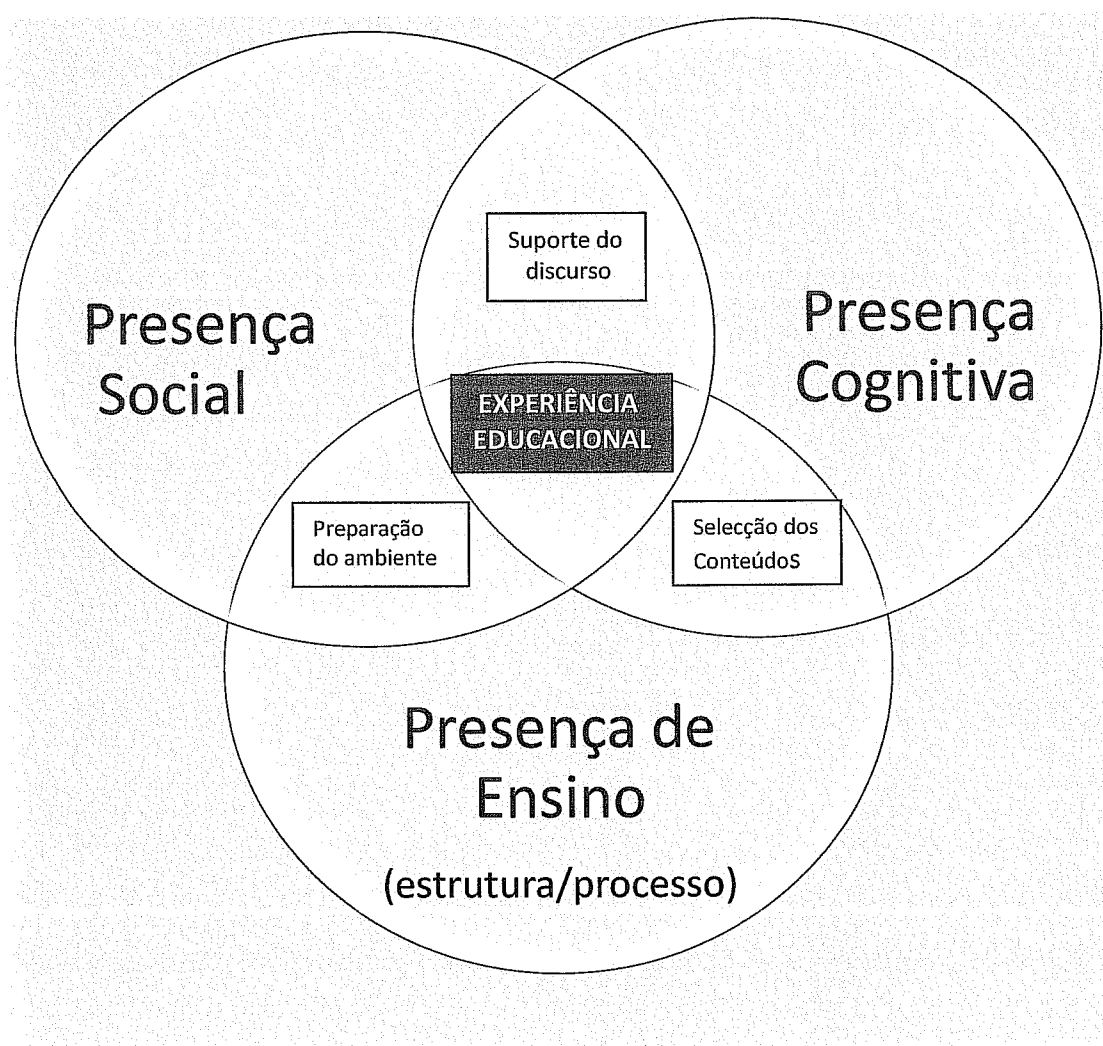 Suporte do
discurso
Presença
Social
Presença
Cognitiva
EXPERIÊNCIA
EDUCACIONAL
Preparação
do ambiente
Selecção dos
Conteúdos
Presença de
Ensino
(estrutura/processo)